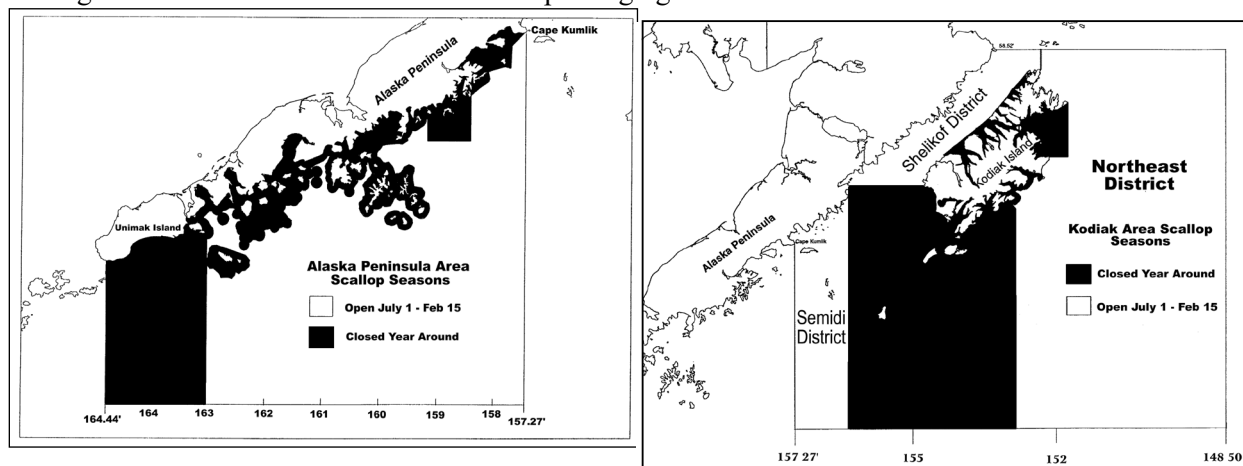 Cape Kumlik
Alaska Peninsula
Unimak Island
Alaska Peninsula Area
Scallop Seasons
Open July 1 - Feb 15
Closed Year Around
164.44'
164
163
162
161
160
159
158
157.27'
58.52'
Shelikof District
Kodiak Island
Northeast
District
Alaska Peninsula
Cape Kumlik
Kodiak Area Scallop
Seasons
Closed Year Around
Open July 1 - Feb 15
Semidi
District
157 27'
155
152
148 50